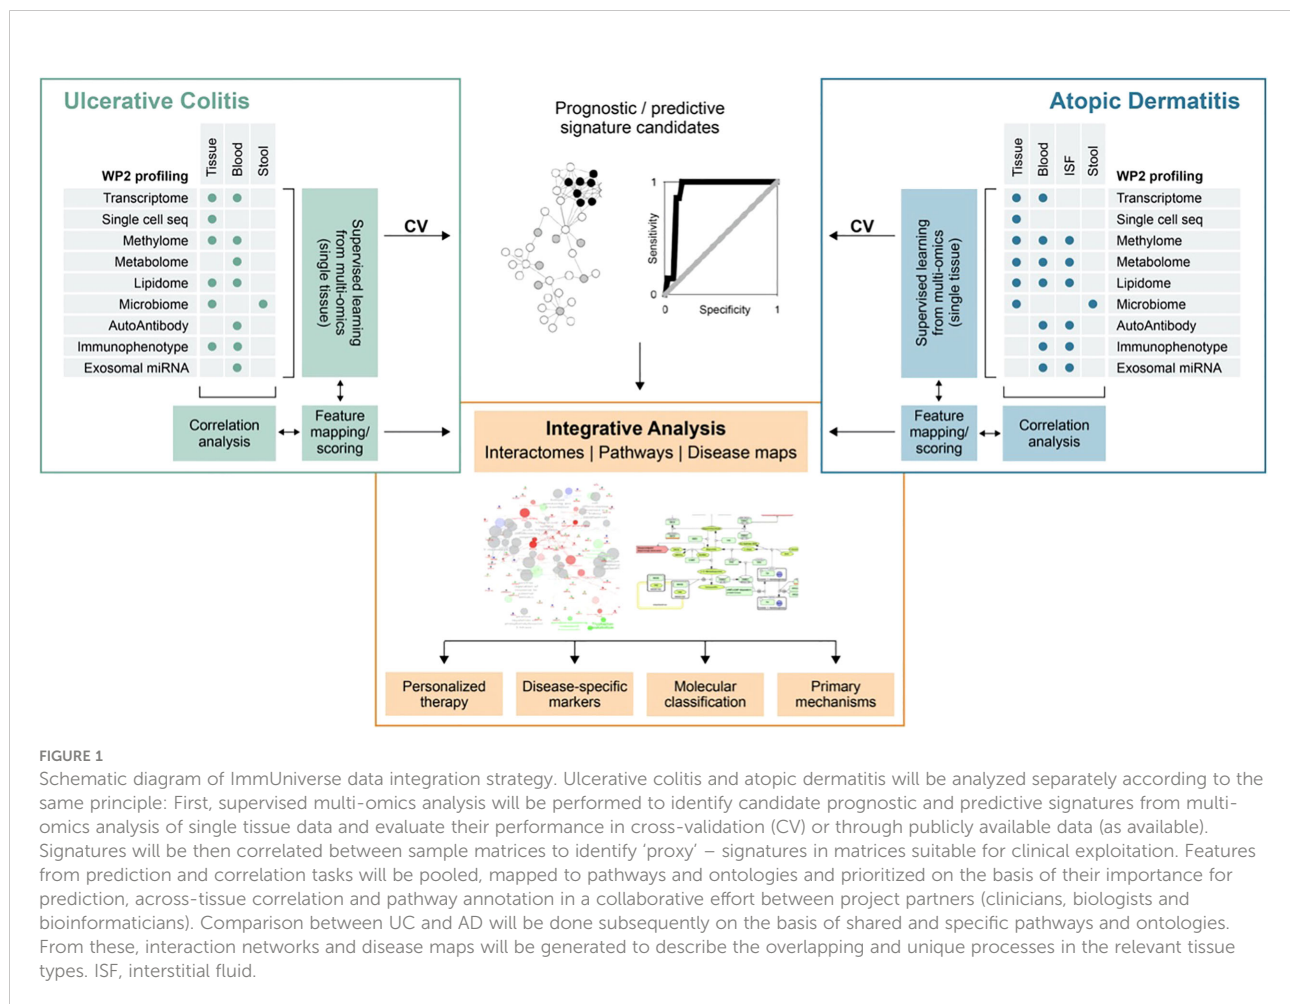 Ulcerative Colitis
Tissue
Blood
Stool
WP2 profiling
Transcriptome
Single cell seq
Methylome
Metabolome
Lipidome
Microbiome
AutoAntibody
Immunophenotype
Exosomal miRNA
Supervised learning
from multi-omics
(single tissue)
Correlation
analysis
Feature
mapping/
scoring
CV
Prognostic / predictive
signature candidates
1
Sensitivity
0
0
Specificity
1
CV
Atopic Dermatitis
Tissue
Blood
ISF
Stool
WP2 profiling
Transcriptome
Single cell seq
Methylome
Metabolome
Lipidome
Microbiome
AutoAntibody
Immunophenotype
Exosomal miRNA
Supervised learning
from multi-omics
(single tissue)
Feature
mapping/
scoring
Correlation
analysis
Integrative Analysis
Interactomes | Pathways | Disease maps
Personalized
therapy
Disease-specific
markers
Molecular
classification
Primary
mechanisms
FIGURE 1
Schematic diagram of ImmUniverse data integration strategy. Ulcerative colitis and atopic dermatitis will be analyzed separately according to the
same principle: First, supervised multi-omics analysis will be performed to identify candidate prognostic and predictive signatures from multi-
omics analysis of single tissue data and evaluate their performance in cross-validation (CV) or through publicly available data (as available).
Signatures will be then correlated between sample matrices to identify ‘proxy’ – signatures in matrices suitable for clinical exploitation. Features
from prediction and correlation tasks will be pooled, mapped to pathways and ontologies and prioritized on the basis of their importance for
prediction, across-tissue correlation and pathway annotation in a collaborative effort between project partners (clinicians, biologists and
bioinformaticians). Comparison between UC and AD will be done subsequently on the basis of shared and specific pathways and ontologies.
From these, interaction networks and disease maps will be generated to describe the overlapping and unique processes in the relevant tissue
types. ISF, interstitial fluid.